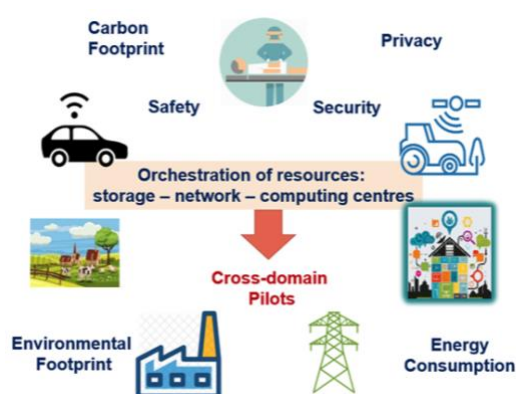 Carbon
Footprint
Privacy
Safety
Security
Orchestration of resources:
storage – network – computing centres
Cross-domain
Pilots
Environmental
Footprint
Energy
Consumption